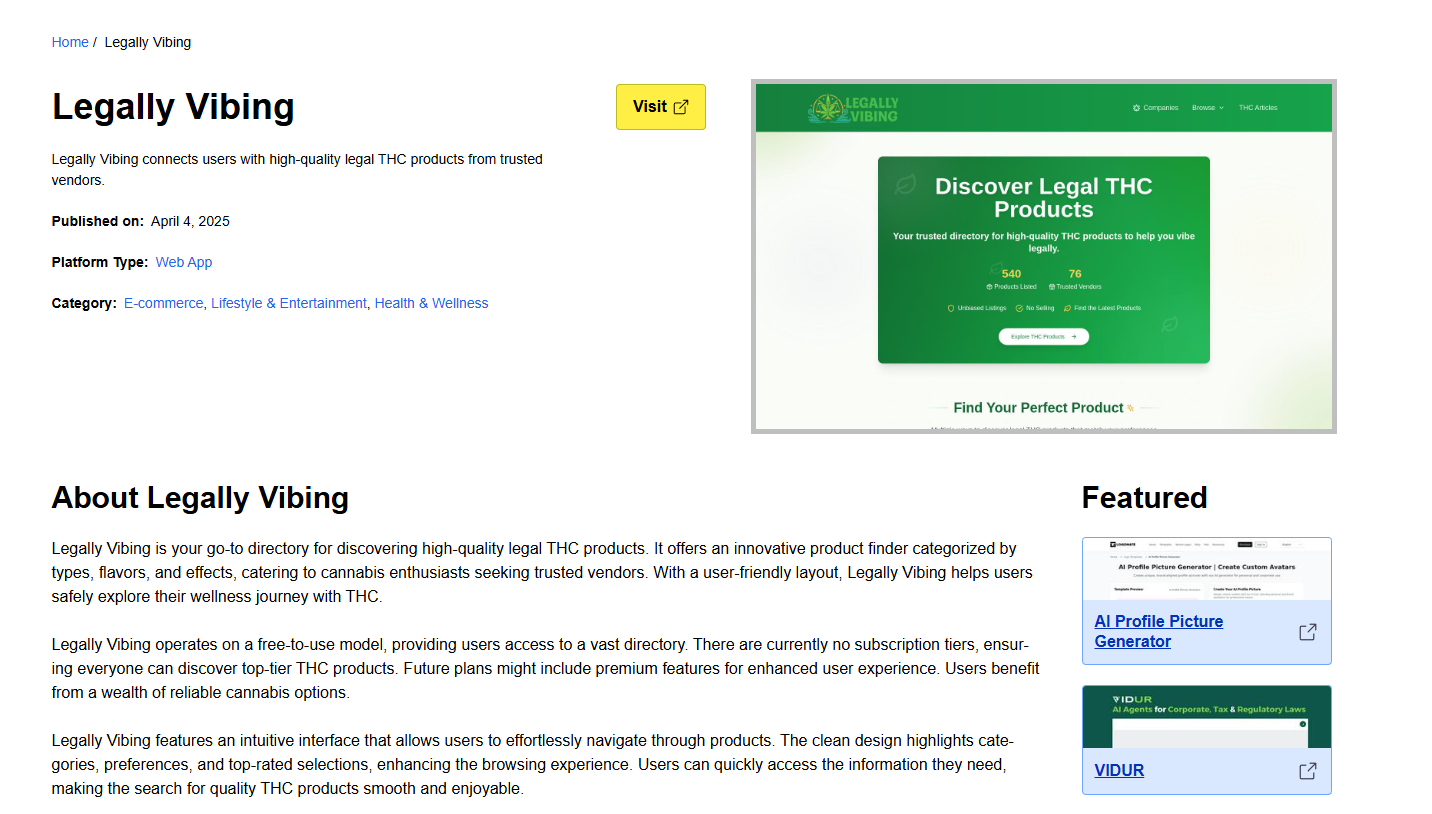 Home / Legally Vibing
Legally Vibing
Visit
Legally Vibing connects users with high-quality legal THC products from trusted
vendors.
Published on: April 4, 2025
Platform Type: Web App
Category: E-commerce, Lifestyle & Entertainment, Health & Wellness
LEGALLY
VIBING
Companies Browse THC Articles
Discover Legal THC
Products
Your trusted directory for high-quality THC products to help you vibe
legally.
540 76
Products Listed Trusted Vendors
Unbiased Listings No Selling Find the Latest Products
Explore THC Products
Find Your Perfect Product
About Legally Vibing
Legally Vibing is your go-to directory for discovering high-quality legal THC products. It offers an innovative product finder categorized by
types, flavors, and effects, catering to cannabis enthusiasts seeking trusted vendors. With a user-friendly layout, Legally Vibing helps users
safely explore their wellness journey with THC.
Legally Vibing operates on a free-to-use model, providing users access to a vast directory. There are currently no subscription tiers, ensur-
ing everyone can discover top-tier THC products. Future plans might include premium features for enhanced user experience. Users benefit
from a wealth of reliable cannabis options.
Legally Vibing features an intuitive interface that allows users to effortlessly navigate through products. The clean design highlights cate-
gories, preferences, and top-rated selections, enhancing the browsing experience. Users can quickly access the information they need,
making the search for quality THC products smooth and enjoyable.
Featured
AI Profile Picture Generator | Create Custom Avatars
Template Preview
Create Your AI Profile Picture
AI Profile Picture
Generator
VIDUR
AI Agents for Corporate, Tax & Regulatory Laws
VIDUR